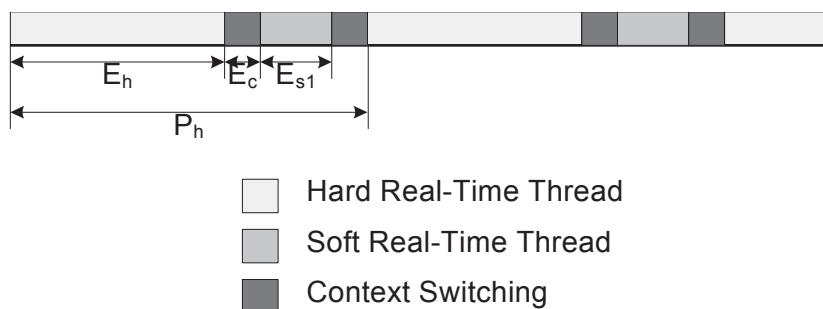 Eh Ec Es1
Ph
Hard Real-Time Thread
Soft Real-Time Thread
Context Switching